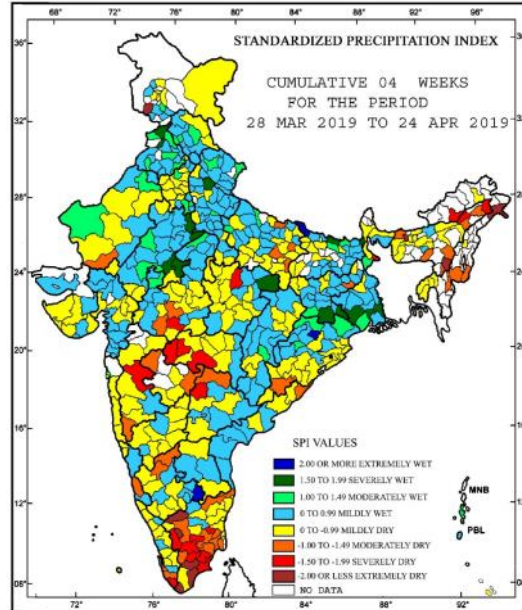 68° 72° 76° 80° 84° 88° 92° 96°
36°
STANDARDIZED PRECIPITATION INDEX
CUMULATIVE 04 WEEKS
FOR THE PERIOD
32°
28 MAR 2019 TO 24 APR 2019
28°
24°
20°
16°
SPI VALUES
2.00 OR MORE EXTREMELY WET
1.50 TO 1.99 SEVERELY WET
MNB
12°
1.00 TO 1.49 MODERATELY WET
0 TO 0.99 MILDLY WET
PBL
0 TO -0.99 MILDLY DRY
-1.00 TO -1.49 MODERATELY DRY
-1.50 TO -1.99 SEVERELY DRY
08°
-2.00 OR LESS EXTREMELY DRY
NO DATA
72° 76° 80° 84° 88° 92°